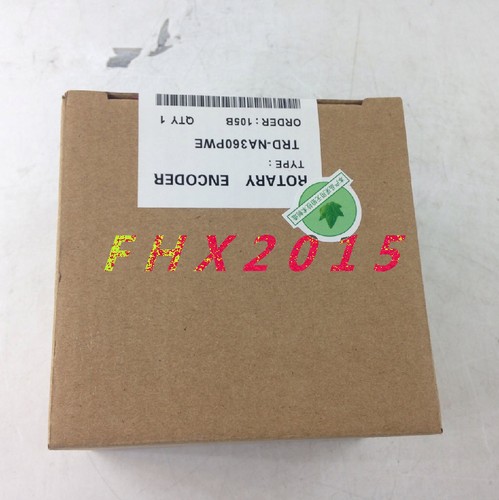 ROTARY ENCODER
TYPE:
TRD-NA360PWE
ORDER:105B QTY 1
FHX2015